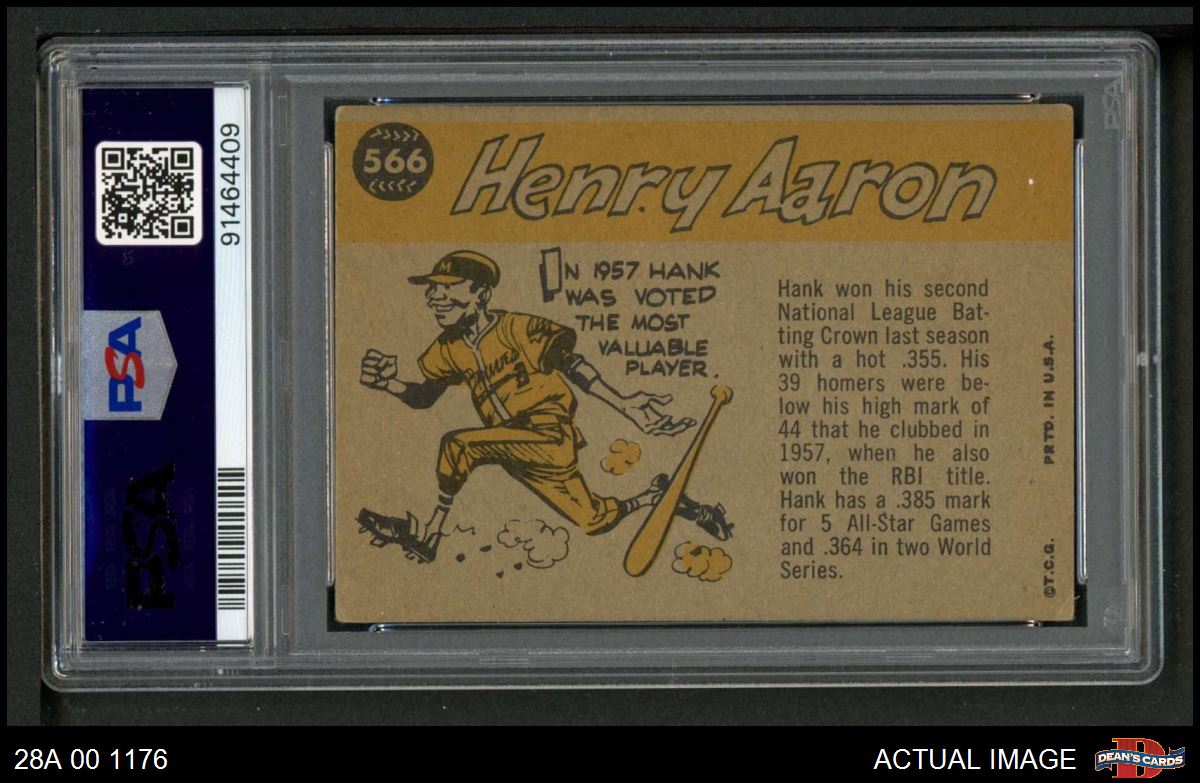 PSA
91464409
PSA
566
Henry Aaron
M
IN 1957 HANK
WAS VOTED
THE MOST
VALUABLE
PLAYER.
Hank won his second
National League Bat-
ting Crown last season
with a hot .355. His
39 homers were be-
low his high mark of
44 that he clubbed in
1957, when he also
won the RBI title.
Hank has a .385 mark
for 5 All-Star Games
and .364 in two World
Series.
©T.C.G. PRTD. IN U.S.A.
PSA
28A 00 1176
ACTUAL IMAGE
DEAN'S CARDS